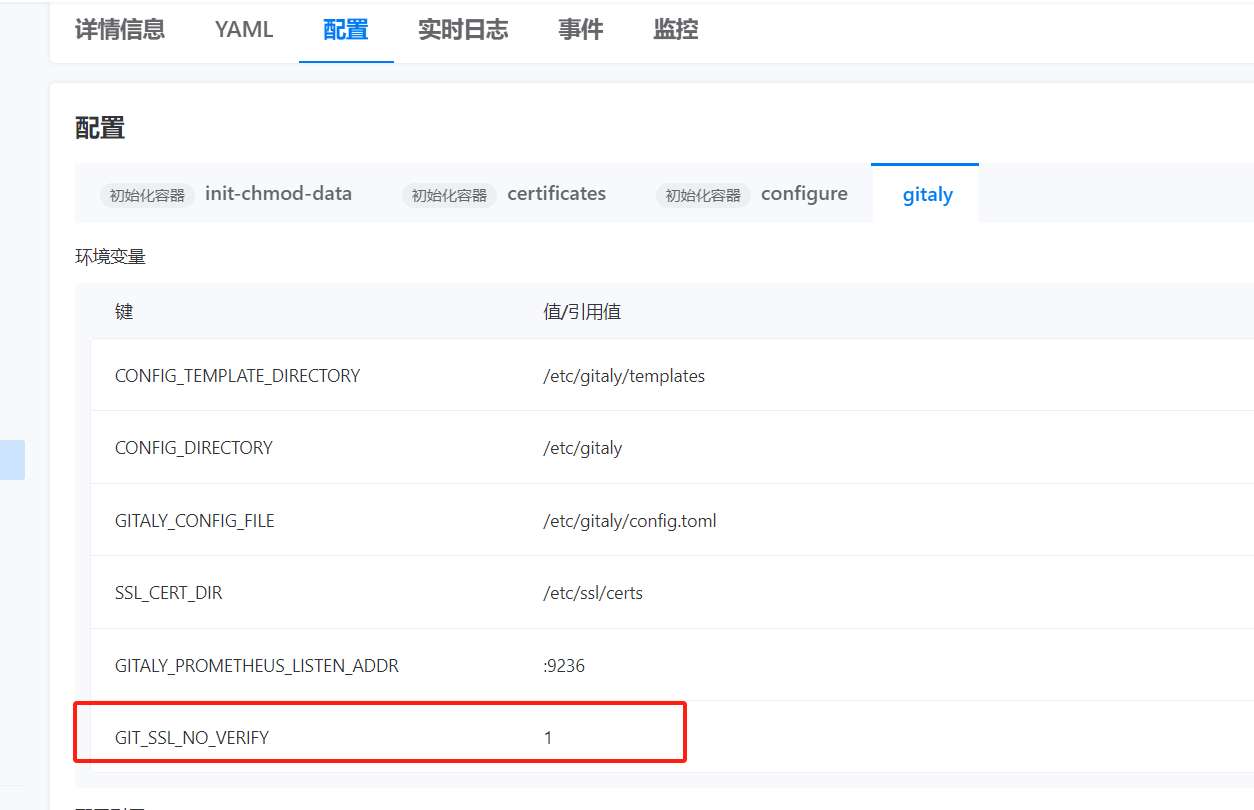 详情信息 YAML 配置 实时日志 事件 监控
配置
初始化容器 init-chmod-data 初始化容器 certificates 初始化容器 configure gitaly
环境变量
键 值/引用值
CONFIG_TEMPLATE_DIRECTORY /etc/gitaly/templates
CONFIG_DIRECTORY /etc/gitaly
GITALY_CONFIG_FILE /etc/gitaly/config.toml
SSL_CERT_DIR /etc/ssl/certs
GITALY_PROMETHEUS_LISTEN_ADDR :9236
GIT_SSL_NO_VERIFY 1